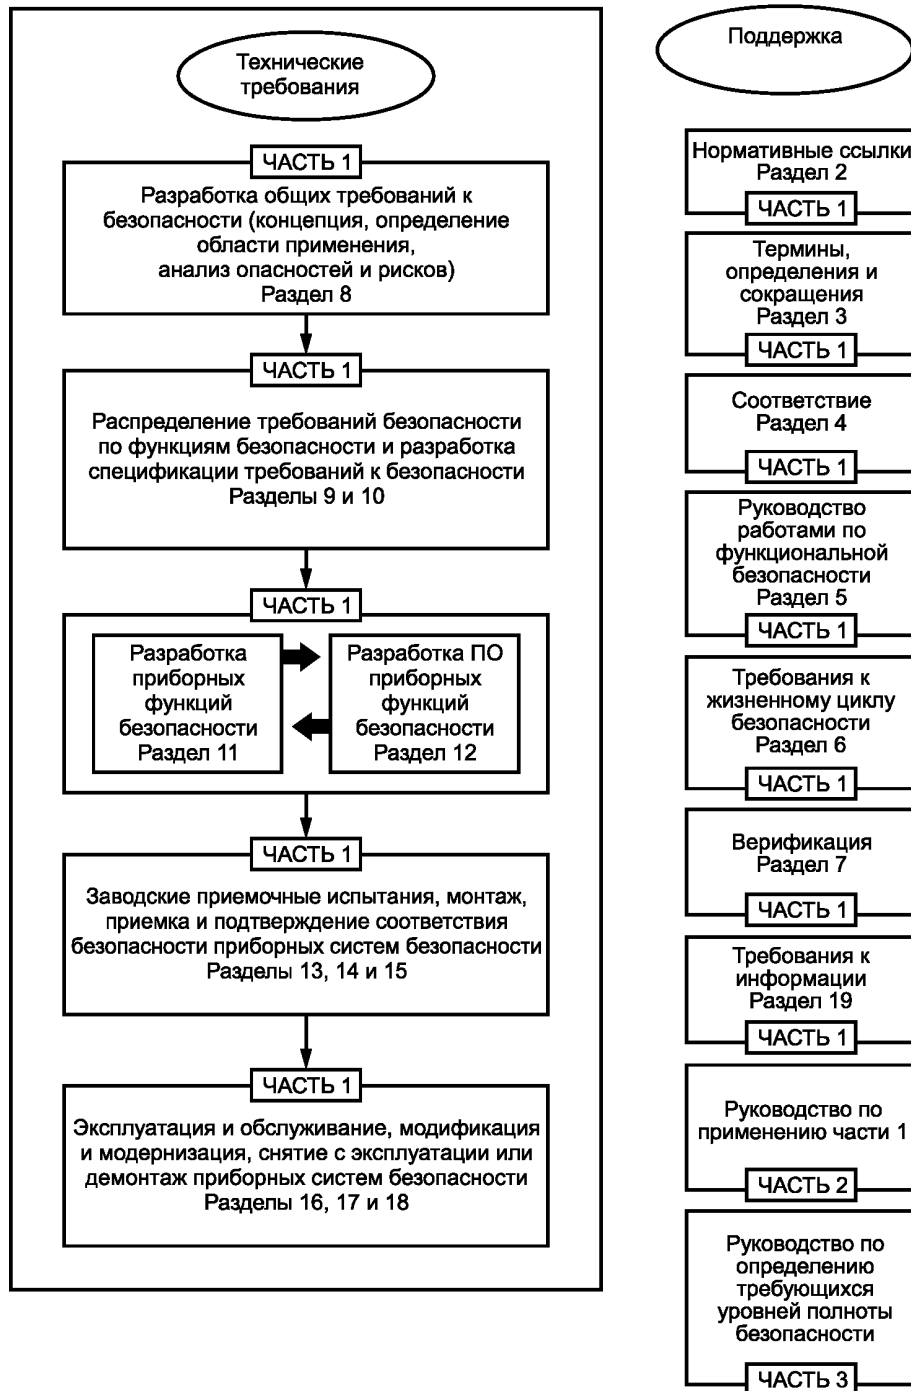 Технические
требования
ЧАСТЬ 1
Разработка общих требований к
безопасности (концепция, определение
области применения,
анализ опасностей и рисков)
Раздел 8
ЧАСТЬ 1
Распределение требований безопасности
по функциям безопасности и разработка
спецификации требований к безопасности
Разделы 9 и 10
ЧАСТЬ 1
Разработка
приборных
функций
безопасности
Раздел 11
Разработка ПО
приборных
функций
безопасности
Раздел 12
ЧАСТЬ 1
Заводские приемочные испытания, монтаж,
приемка и подтверждение соответствия
безопасности приборных систем безопасности
Разделы 13, 14 и 15
ЧАСТЬ 1
Эксплуатация и обслуживание, модификация
и модернизация, снятие с эксплуатации или
демонтаж приборных систем безопасности
Разделы 16, 17 и 18
Поддержка
Нормативные ссылки
Раздел 2
ЧАСТЬ 1
Термины,
определения и
сокращения
Раздел 3
ЧАСТЬ 1
Соответствие
Раздел 4
ЧАСТЬ 1
Руководство
работами по
функциональной
безопасности
Раздел 5
ЧАСТЬ 1
Требования к
жизненному циклу
безопасности
Раздел 6
ЧАСТЬ 1
Верификация
Раздел 7
ЧАСТЬ 1
Требования к
информации
Раздел 19
ЧАСТЬ 1
Руководство по
применению части 1
ЧАСТЬ 2
Руководство по
определению
требующихся
уровней полноты
безопасности
ЧАСТЬ 3